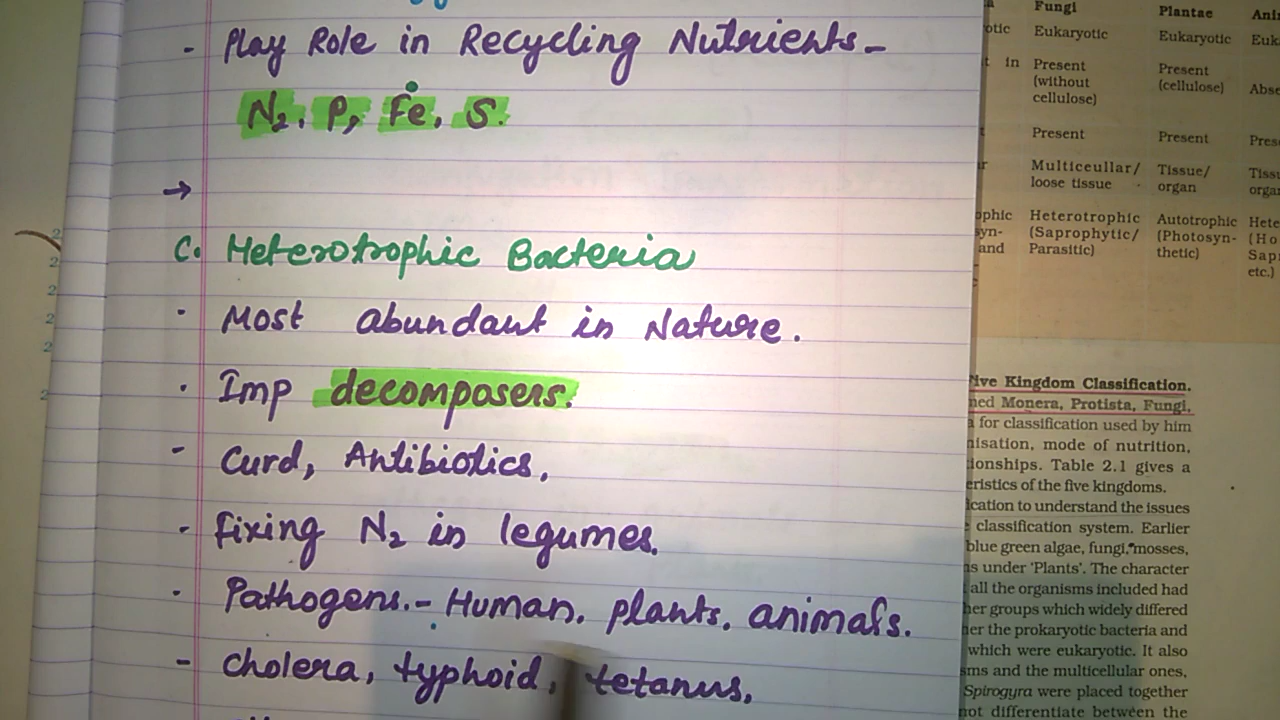 - Play Role in Recycling Nutrients -
N2, P, Fe, S.
→
C. Heterotrophic Bacteria
· Most abundant in Nature.
· Imp decomposers.
- Curd, Antibiotics,
- Fixing N2 in legumes.
· Pathogens. - Human, plants, animals.
- Cholera, typhoid, tetanus,
Fungi Plantae
Eukaryotic Eukaryotic
in Present (without cellulose) Present (cellulose)
Present Present
Multiceullar/ loose tissue Tissue/ organ
Heterotrophic (Saprophytic/ Parasitic) Autotrophic (Photosyn- thetic)
and
Five Kingdom Classification.
Monera, Protista, Fungi,
for classification used by him
mode of nutrition,
Table 2.1 gives a
of the five kingdoms.
to understand the issues
classification system. Earlier
blue green algae, fungi, mosses,
under 'Plants'. The character
all the organisms included had
groups which widely differed
the prokaryotic bacteria and
which were eukaryotic. It also
and the multicellular ones,
Spirogyra were placed together
not differentiate between the